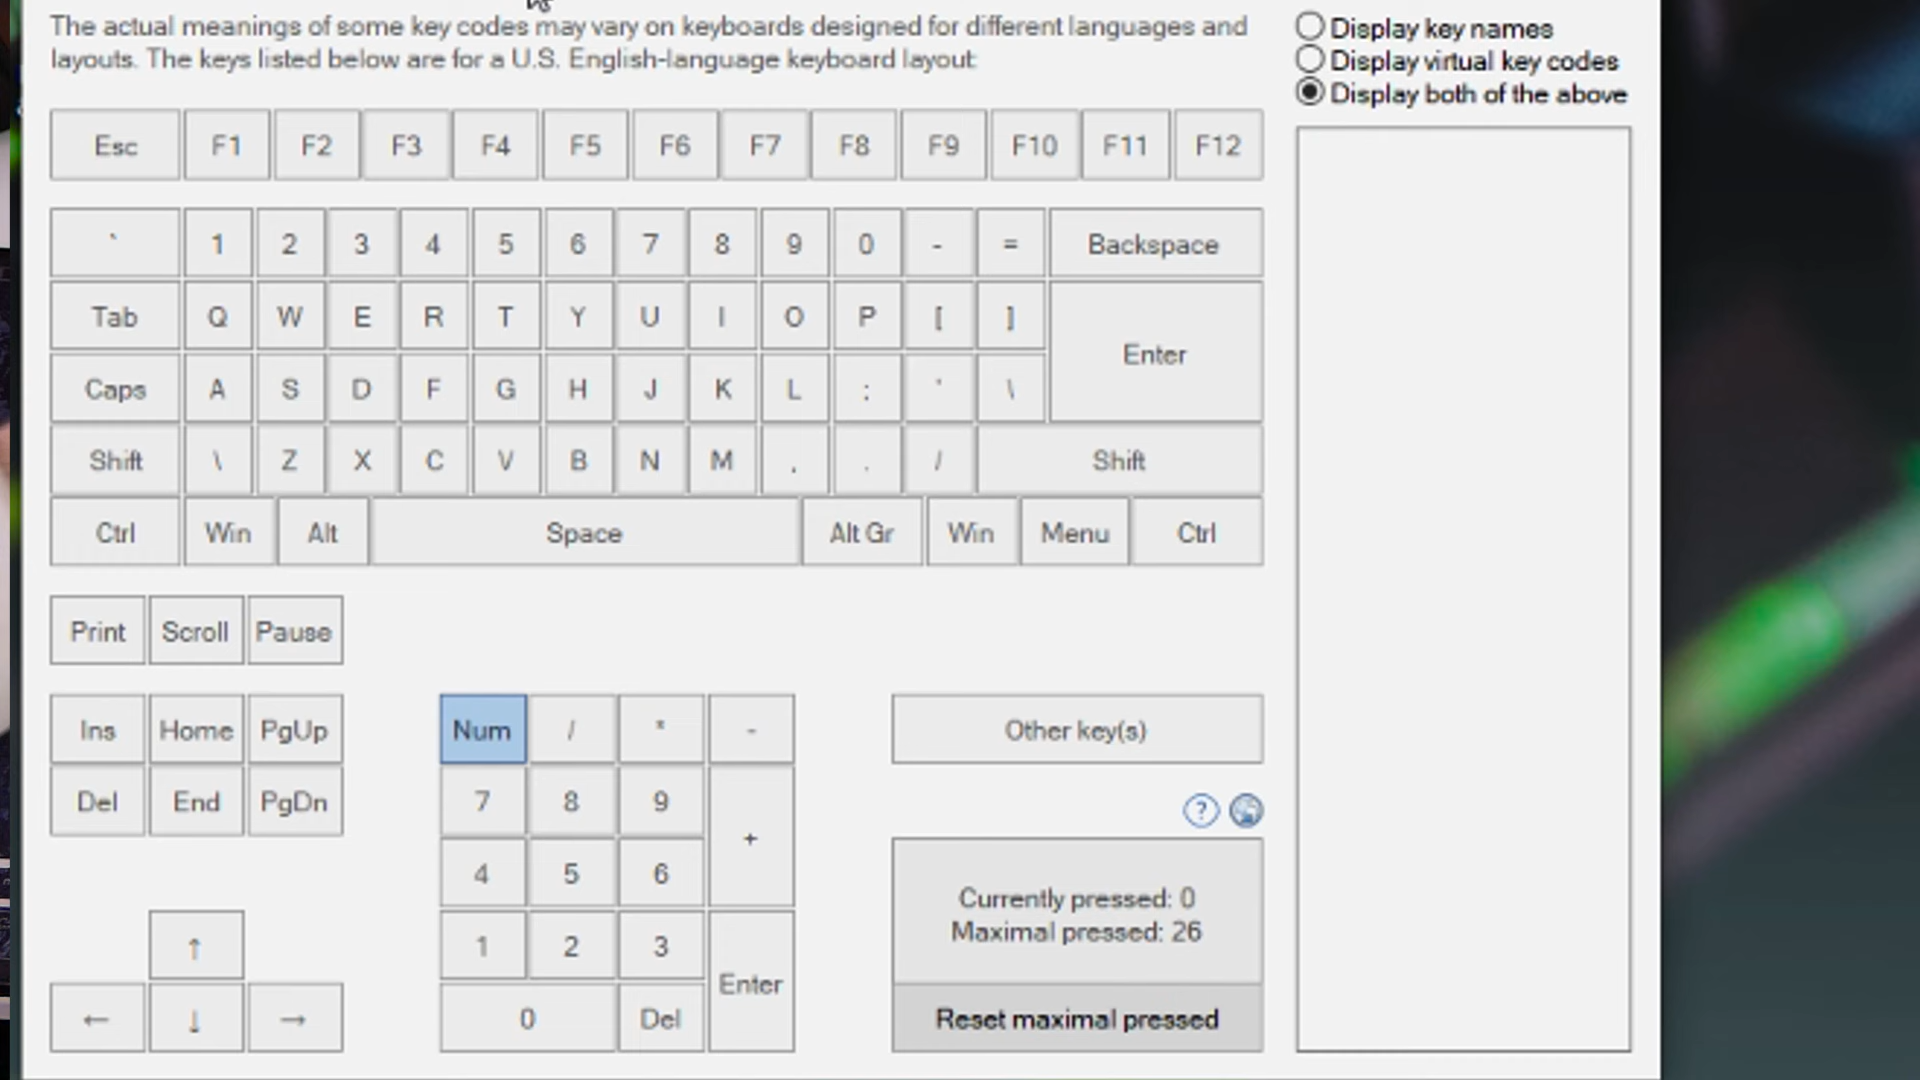 The actual meanings of some key codes may vary on keyboards designed for different languages and
layouts. The keys listed below are for a U.S. English-language keyboard layout:
Display key names
Display virtual key codes
Display both of the above
Esc F1 F2 F3 F4 F5 F6 F7 F8 F9 F10 F11 F12
` 1 2 3 4 5 6 7 8 9 0 - = Backspace
Tab Q W E R T Y U I O P [ ]
Enter
Caps A S D F G H J K L ; ' \
Shift \ Z X C V B N M , . / Shift
Ctrl Win Alt Space Alt Gr Win Menu Ctrl
Print Scroll Pause
Ins Home PgUp Num / * - Other key(s)
Del End PgDn 7 8 9
?
+
4 5 6
Currently pressed: 0
Maximal pressed: 26
↑ 1 2 3
Enter
← ↓ → 0 Del Reset maximal pressed